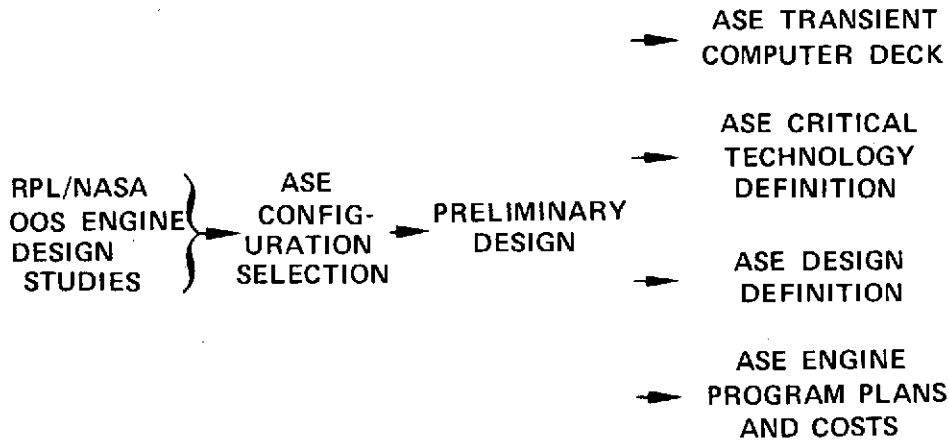 RPL/NASA
OOS ENGINE
DESIGN
STUDIES
ASE
CONFIG-
URATION
SELECTION
PRELIMINARY
DESIGN
ASE TRANSIENT
COMPUTER DECK
ASE CRITICAL
TECHNOLOGY
DEFINITION
ASE DESIGN
DEFINITION
ASE ENGINE
PROGRAM PLANS
AND COSTS